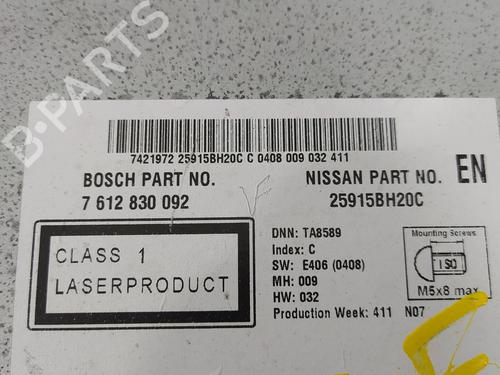 B-PARTS
7421972 25915BH20C C 0408 009 032 411
BOSCH PART NO.
7 612 830 092
NISSAN PART NO.
25915BH20C
EN
CLASS 1
LASERPRODUCT
DNN: TA8589
Index: C
SW: E406 (0408)
MH: 009
HW: 032
Production Week: 411 N07
Mounting Screws
ISO
M5x8 max